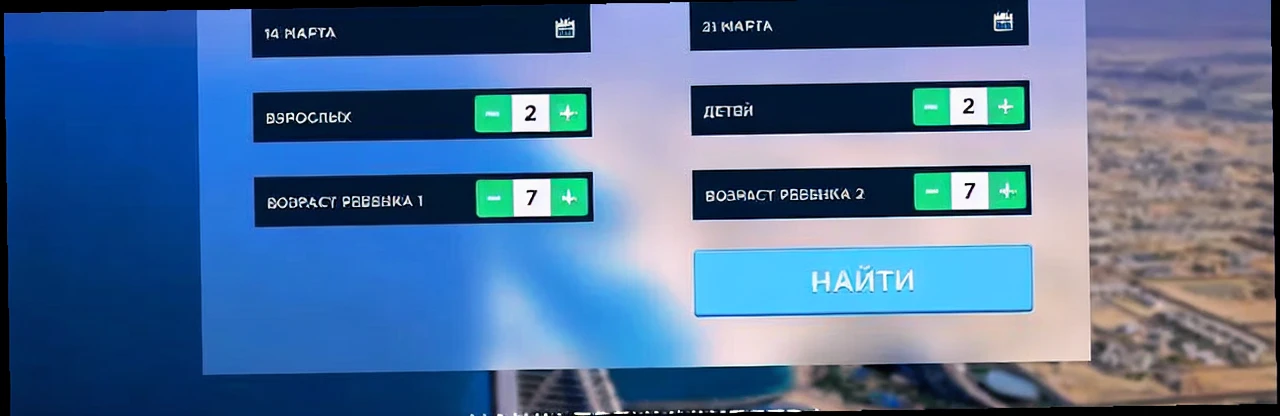 14 МАРТА
21 МАРТА
ВЗРОСЛЫХ
− 2 +
ДЕТЕЙ
− 2 +
ВОЗРАСТ РЕБЕНКА 1
− 7 +
ВОЗРАСТ РЕБЕНКА 2
− 7 +
НАЙТИ